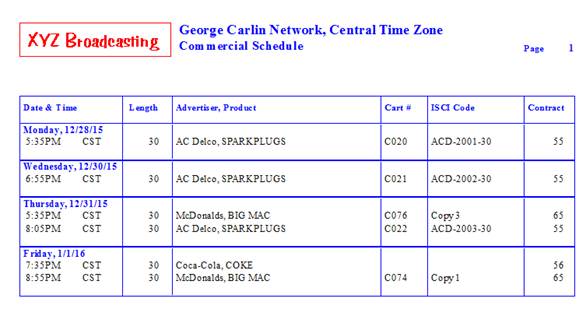 XYZ Broadcasting
George Carlin Network, Central Time Zone
Commercial Schedule
Page 1
Date & Time Length Advertiser, Product Cart # ISCI Code Contract
Monday, 12/28/15
5:35PM CST 30 AC Delco, SPARKPLUGS C020 ACD-2001-30 55
Wednesday, 12/30/15
6:55PM CST 30 AC Delco, SPARKPLUGS C021 ACD-2002-30 55
Thursday, 12/31/15
5:35PM CST 30 McDonalds, BIG MAC C076 Copy3 65
8:05PM CST 30 AC Delco, SPARKPLUGS C022 ACD-2003-30 55
Friday, 1/1/16
7:35PM CST 30 Coca-Cola, COKE 56
8:55PM CST 30 McDonalds, BIG MAC C074 Copy1 65